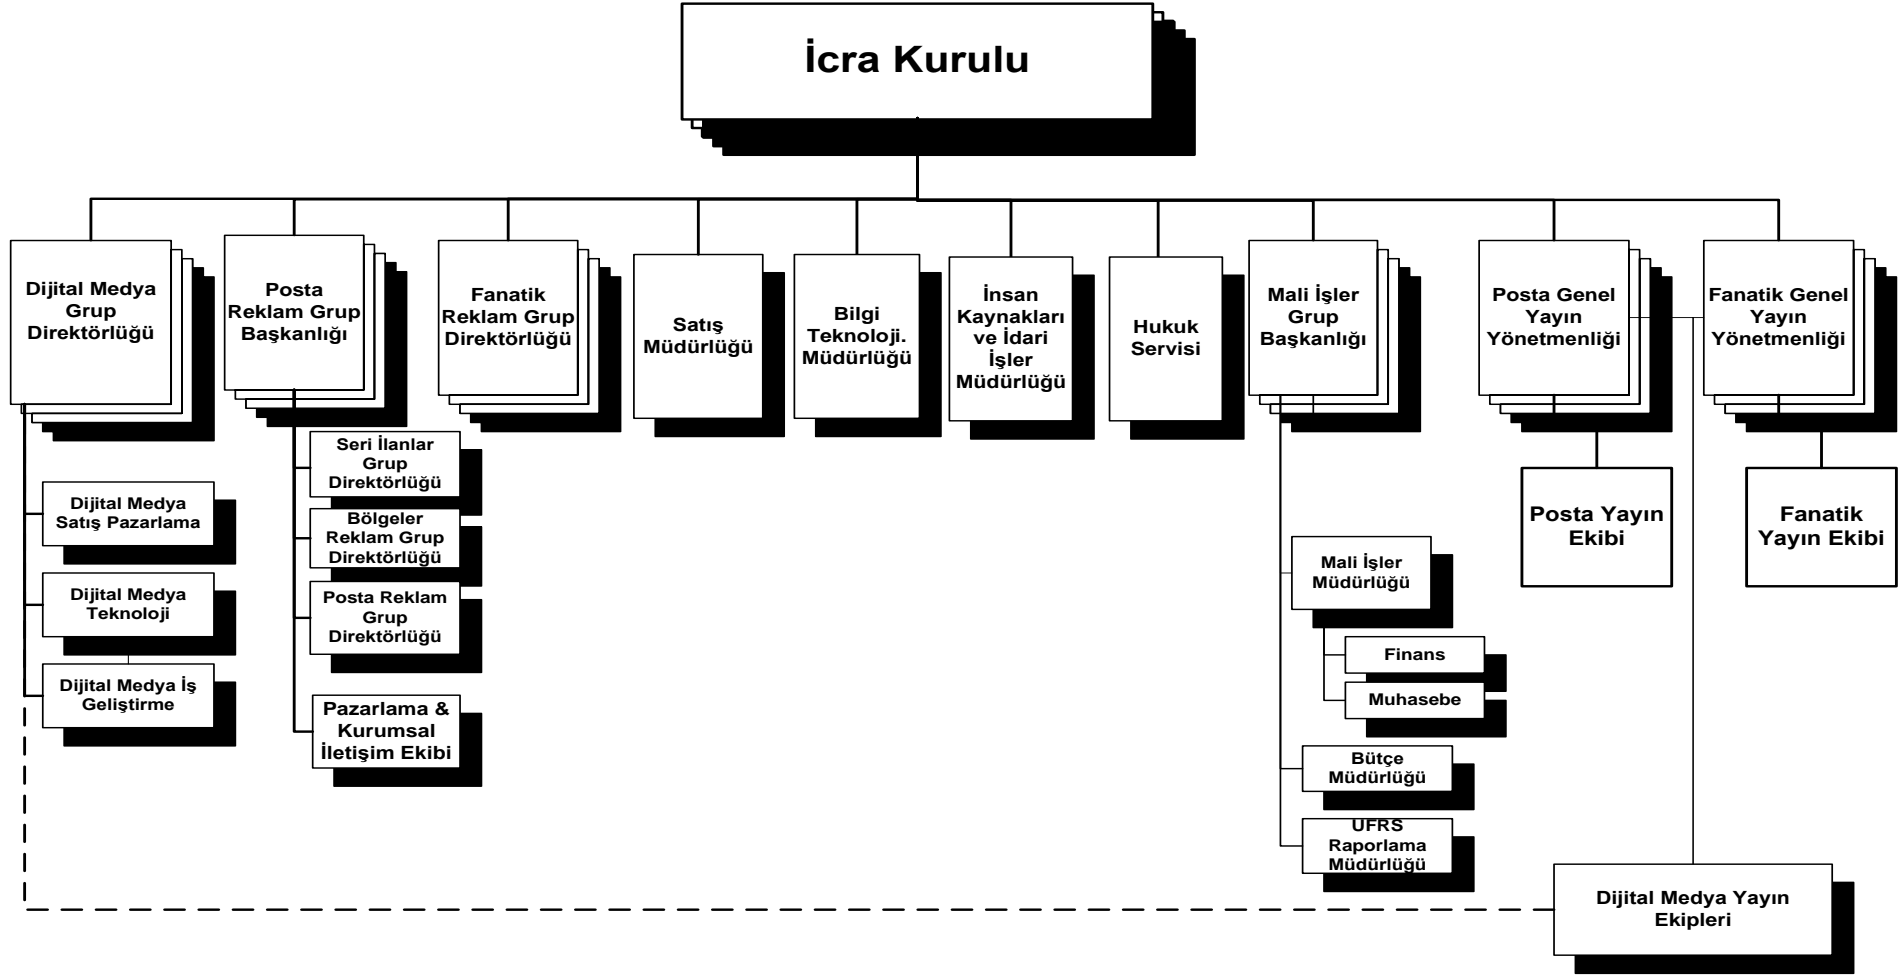 İcra Kurulu
Dijital Medya
Grup
Direktörlüğü
Posta
Reklam Grup
Başkanlığı
Fanatik
Reklam Grup
Direktörlüğü
Satış
Müdürlüğü
Bilgi
Teknoloji.
Müdürlüğü
İnsan
Kaynakları
ve İdari
İşler
Müdürlüğü
Hukuk
Servisi
Mali İşler
Grup
Başkanlığı
Posta Genel
Yayın
Yönetmenliği
Fanatik Genel
Yayın
Yönetmenliği
Dijital Medya
Satış Pazarlama
Dijital Medya
Teknoloji
Dijital Medya İş
Geliştirme
Seri İlanlar
Grup
Direktörlüğü
Bölgeler
Reklam Grup
Direktörlüğü
Posta Reklam
Grup
Direktörlüğü
Pazarlama &
Kurumsal
İletişim Ekibi
Mali İşler
Müdürlüğü
Finans
Muhasebe
Bütçe
Müdürlüğü
UFRS
Raporlama
Müdürlüğü
Posta Yayın
Ekibi
Fanatik
Yayın Ekibi
Dijital Medya Yayın
Ekipleri